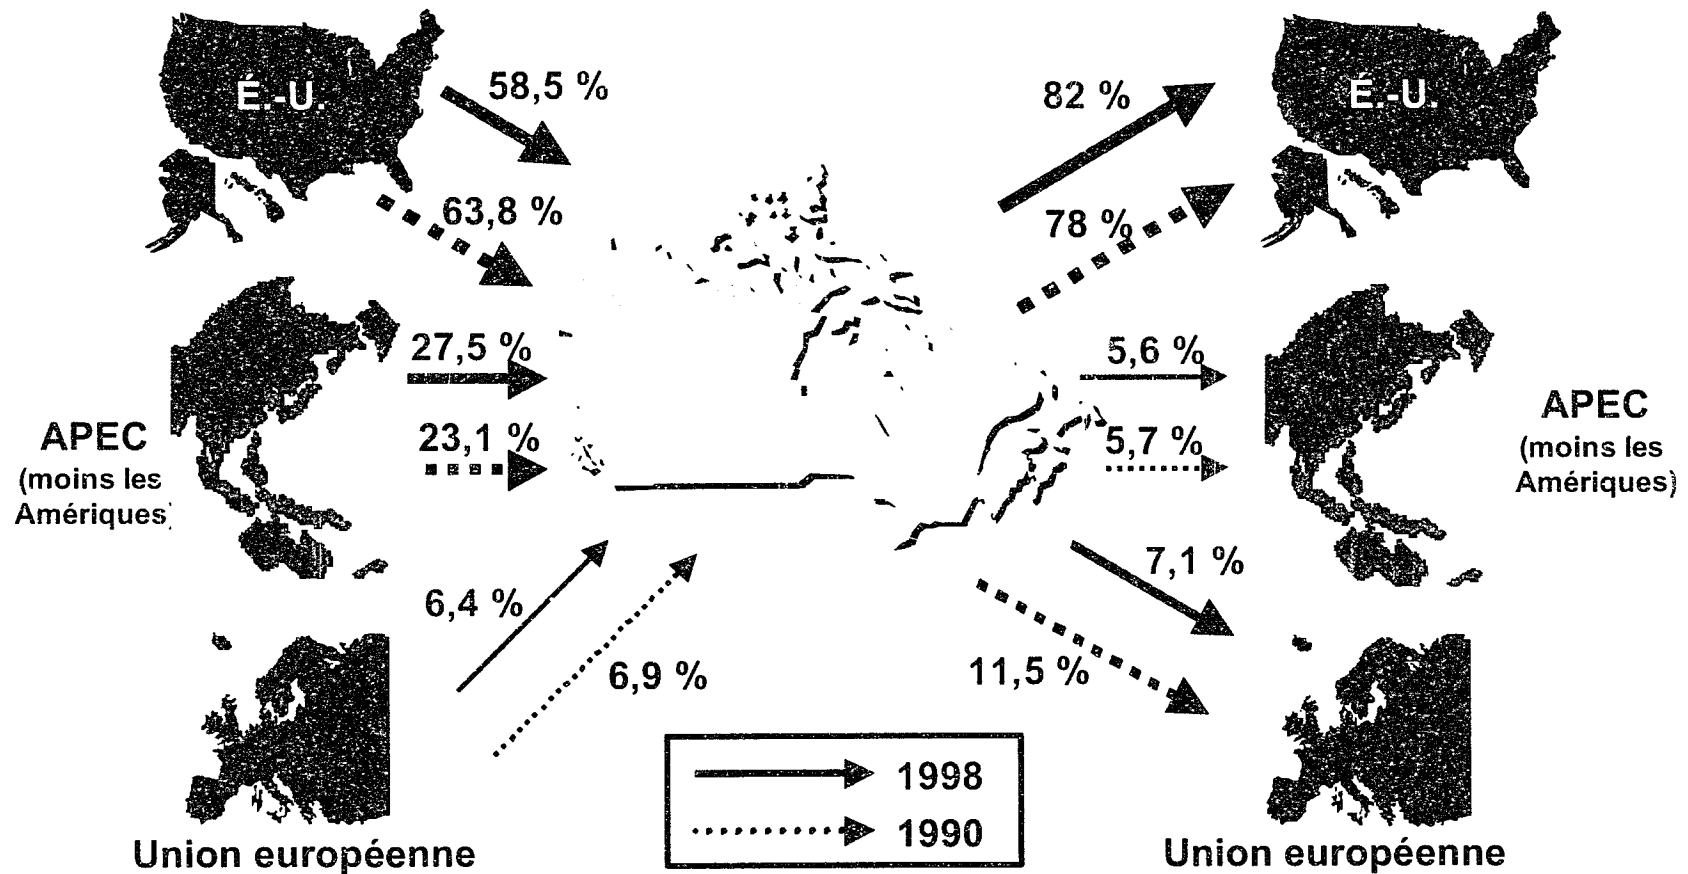 É.-U.
58,5 %
63,8 %
82 %
78 %
É.-U.
APEC
(moins les
Amériques)
27,5 %
23,1 %
5,6 %
5,7 %
APEC
(moins les
Amériques)
6,4 %
6,9 %
7,1 %
11,5 %
Union européenne
1998
1990
Union européenne